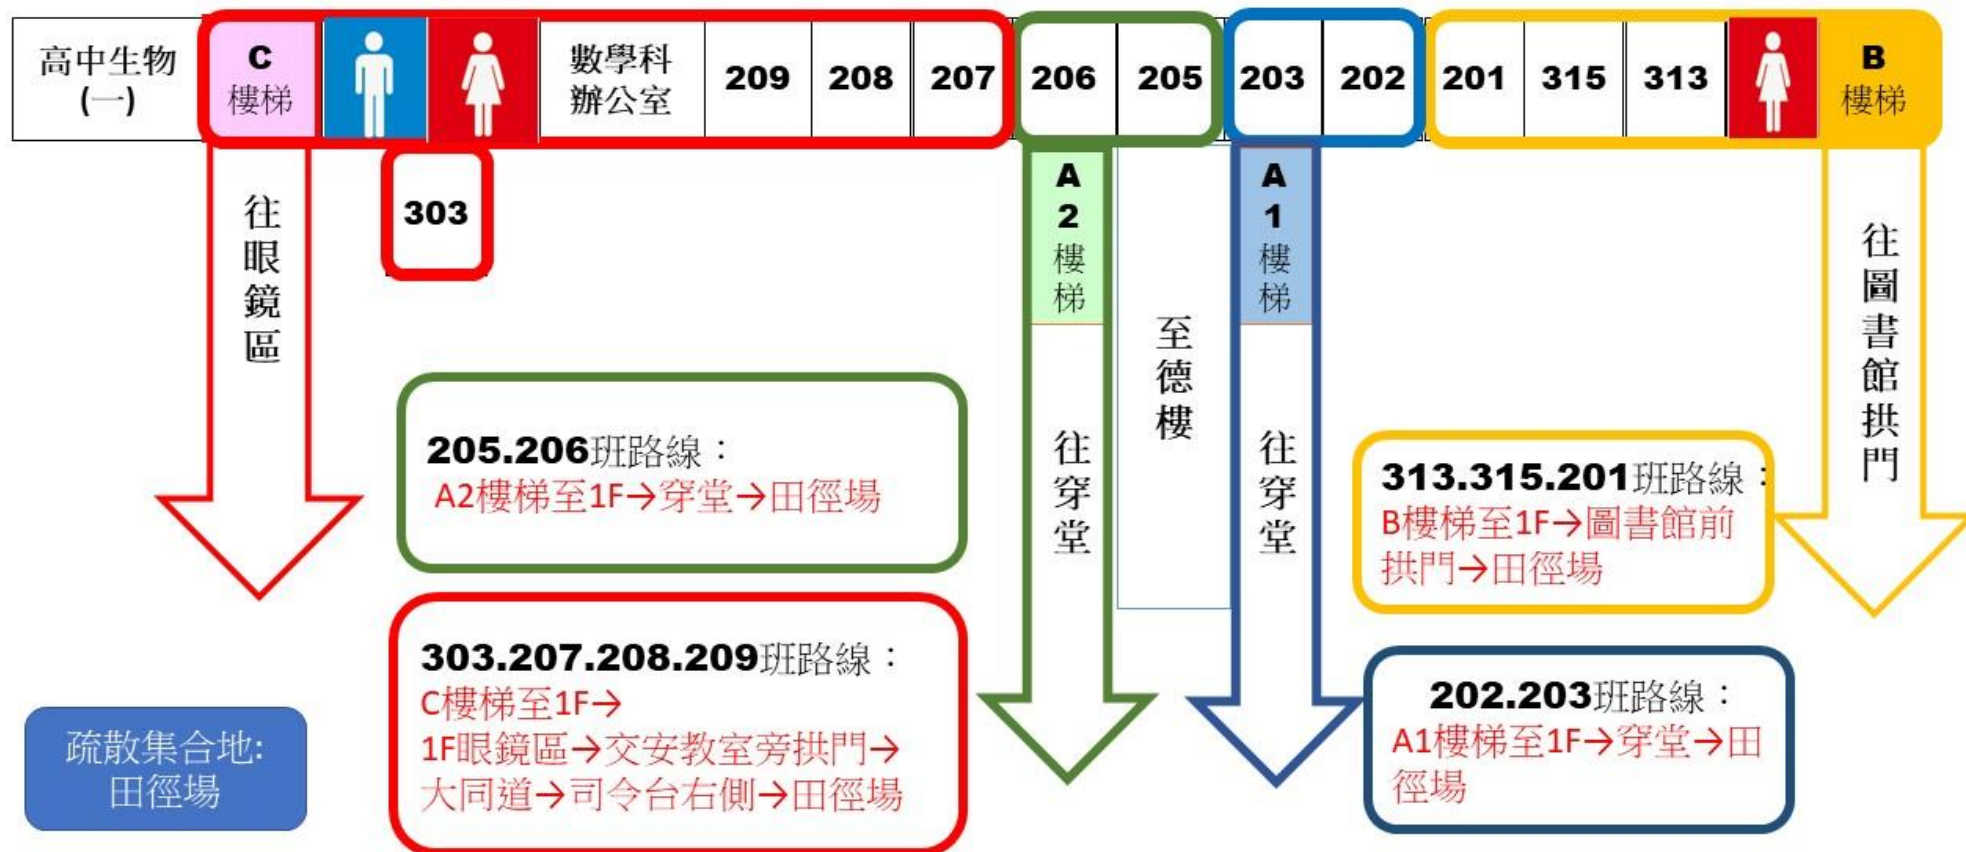 高中生物
(一)
C
樓梯
數學科
辦公室
209
208
207
206
205
203
202
201
315
313
B
樓梯
303
往眼鏡區
A
2
樓
梯
往穿堂
至德樓
A
1
樓
梯
往穿堂
往圖書館拱門
205.206班路線：
A2樓梯至1F→穿堂→田徑場
313.315.201班路線：
B樓梯至1F→圖書館前
拱門→田徑場
303.207.208.209班路線：
C樓梯至1F→
1F眼鏡區→交安教室旁拱門→
大同道→司令台右側→田徑場
202.203班路線：
A1樓梯至1F→穿堂→田
徑場
疏散集合地:
田徑場